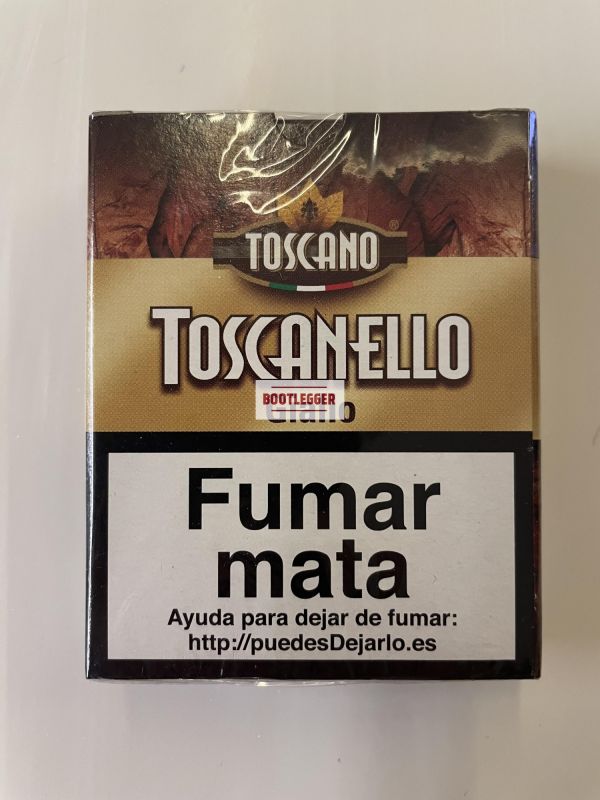 TOSCANO
®
TOSCANELLO
BOOTLEGGER
Fumar
mata
Ayuda para dejar de fumar:
http://puedesDejarlo.es